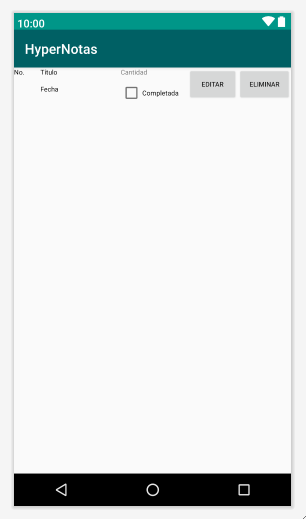 10:00
HyperNotas
No. Titulo Cantidad EDITAR ELIMINAR
Fecha Completada